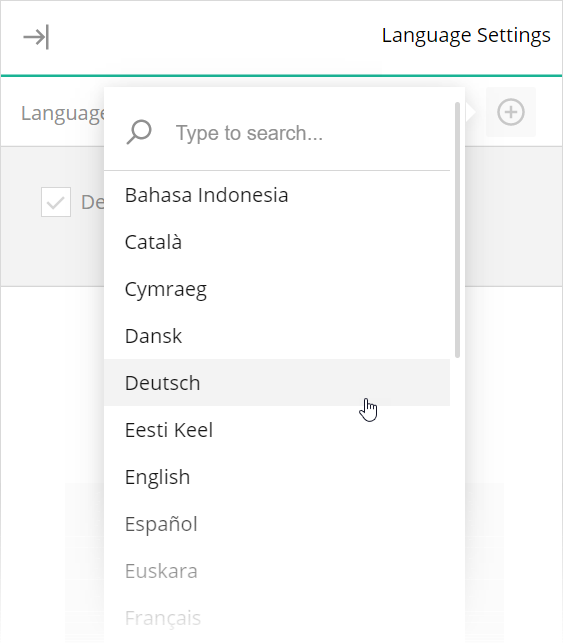 Language Settings
Language
Type to search...
Bahasa Indonesia
Català
Cymraeg
De
Dansk
Deutsch
Eesti Keel
English
Español
Euskara
Français